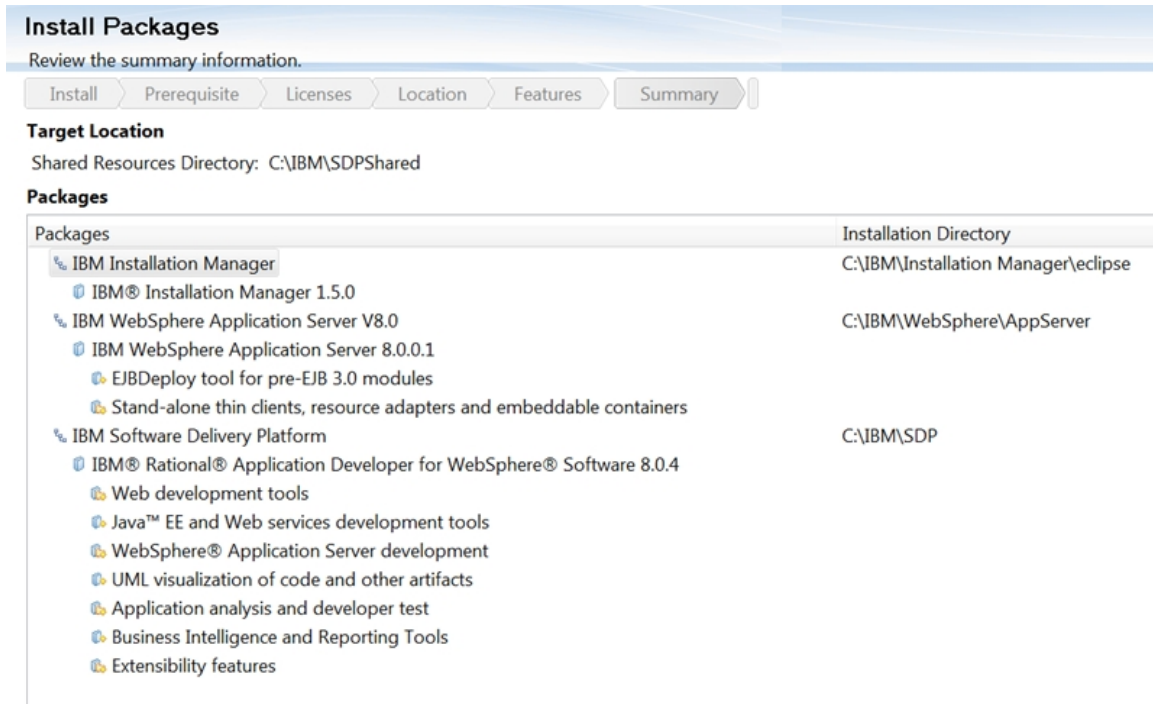 Install Packages
Review the summary information.
Install Prerequisite Licenses Location Features Summary
Target Location
Shared Resources Directory: C:\IBM\SDPShared
Packages
Packages Installation Directory
IBM Installation Manager C:\IBM\Installation Manager\eclipse
IBM® Installation Manager 1.5.0
IBM WebSphere Application Server V8.0 C:\IBM\WebSphere\AppServer
IBM WebSphere Application Server 8.0.0.1
EJBDeploy tool for pre-EJB 3.0 modules
Stand-alone thin clients, resource adapters and embeddable containers
IBM Software Delivery Platform C:\IBM\SDP
IBM® Rational® Application Developer for WebSphere® Software 8.0.4
Web development tools
Java™ EE and Web services development tools
WebSphere® Application Server development
UML visualization of code and other artifacts
Application analysis and developer test
Business Intelligence and Reporting Tools
Extensibility features